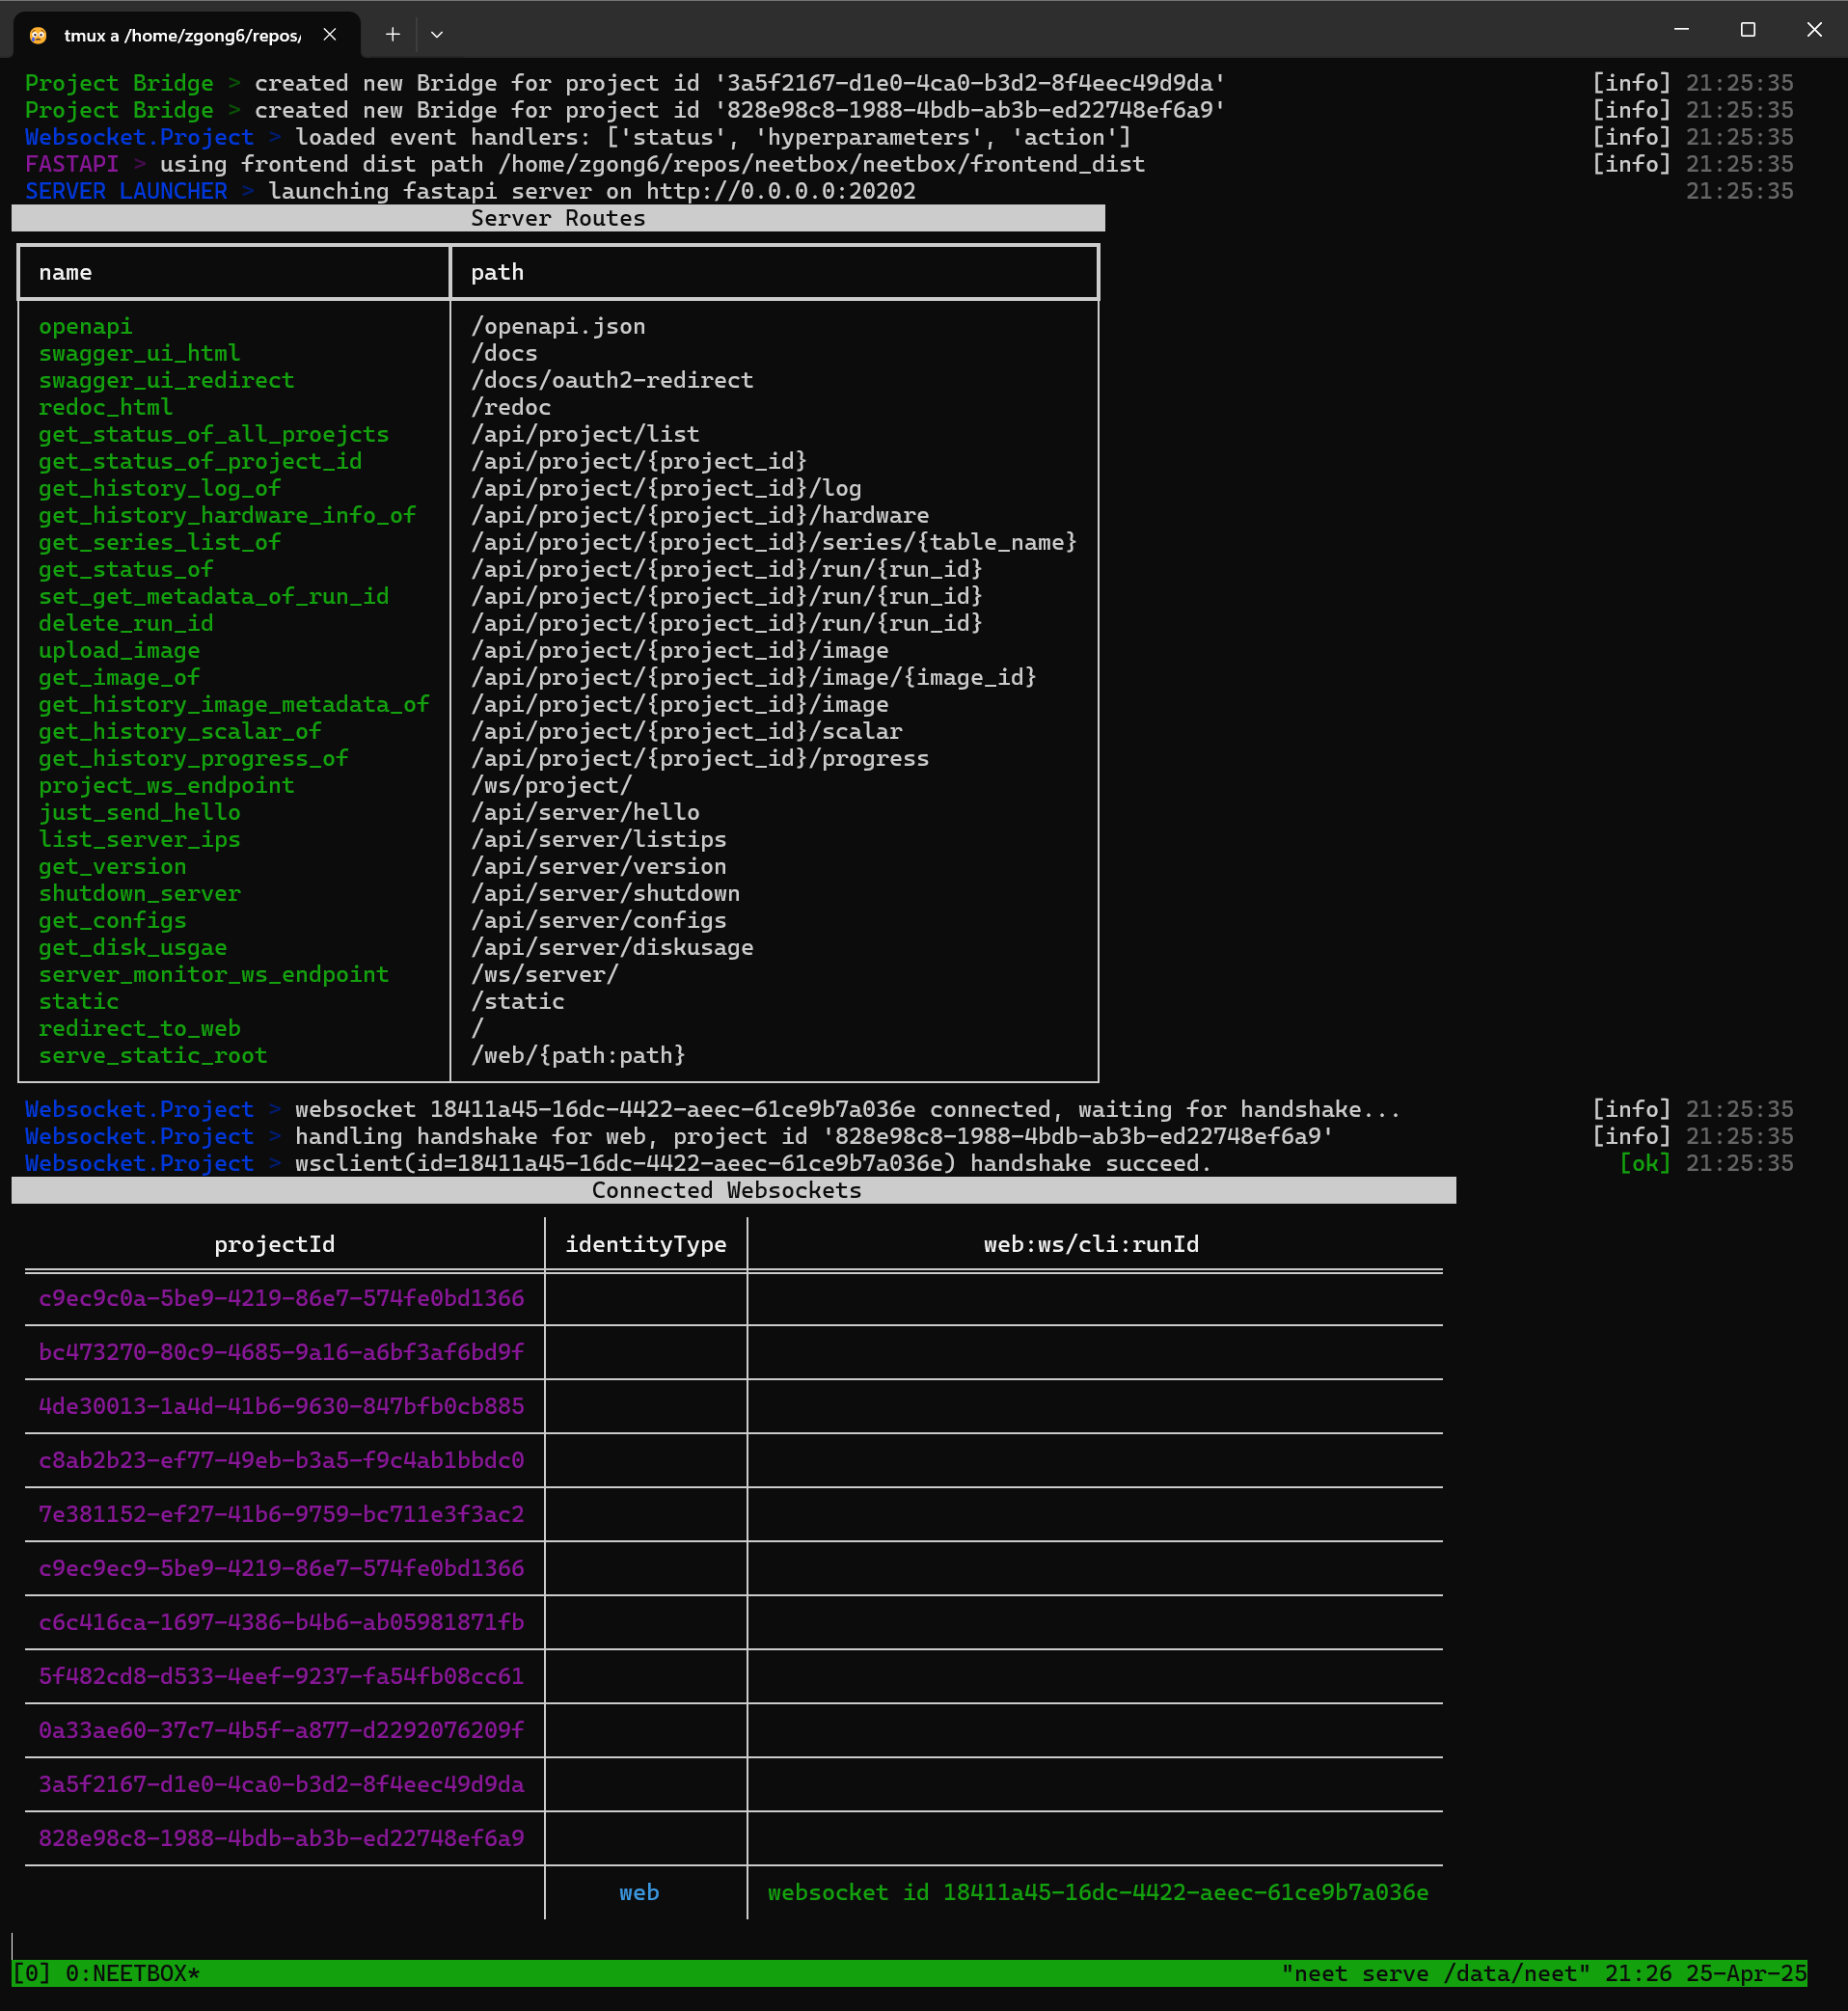 tmux a /home/zgong6/repos/
Project Bridge > created new Bridge for project id '3a5f2167-d1e0-4ca0-b3d2-8f4eec49d9da' [info] 21:25:35
Project Bridge > created new Bridge for project id '828e98c8-1988-4bdb-ab3b-ed22748ef6a9' [info] 21:25:35
Websocket.Project > loaded event handlers: ['status', 'hyperparameters', 'action'] [info] 21:25:35
FASTAPI > using frontend dist path /home/zgong6/repos/neetbox/neetbox/frontend_dist [info] 21:25:35
SERVER LAUNCHER > launching fastapi server on http://0.0.0.0:20202 21:25:35
Server Routes
name path
openapi /openapi.json
swagger_ui_html /docs
swagger_ui_redirect /docs/oauth2-redirect
redoc_html /redoc
get_status_of_all_proejcts /api/project/list
get_status_of_project_id /api/project/{project_id}
get_history_log_of /api/project/{project_id}/log
get_history_hardware_info_of /api/project/{project_id}/hardware
get_series_list_of /api/project/{project_id}/series/{table_name}
get_status_of /api/project/{project_id}/run/{run_id}
set_get_metadata_of_run_id /api/project/{project_id}/run/{run_id}
delete_run_id /api/project/{project_id}/run/{run_id}
upload_image /api/project/{project_id}/image
get_image_of /api/project/{project_id}/image/{image_id}
get_history_image_metadata_of /api/project/{project_id}/image
get_history_scalar_of /api/project/{project_id}/scalar
get_history_progress_of /api/project/{project_id}/progress
project_ws_endpoint /ws/project/
just_send_hello /api/server/hello
list_server_ips /api/server/listips
get_version /api/server/version
shutdown_server /api/server/shutdown
get_configs /api/server/configs
get_disk_usgae /api/server/diskusage
server_monitor_ws_endpoint /ws/server/
static /static
redirect_to_web /
serve_static_root /web/{path:path}
Websocket.Project > websocket 18411a45-16dc-4422-aeec-61ce9b7a036e connected, waiting for handshake... [info] 21:25:35
Websocket.Project > handling handshake for web, project id '828e98c8-1988-4bdb-ab3b-ed22748ef6a9' [info] 21:25:35
Websocket.Project > wsclient(id=18411a45-16dc-4422-aeec-61ce9b7a036e) handshake succeed. [ok] 21:25:35
Connected Websockets
projectId identityType web:ws/cli:runId
c9ec9c0a-5be9-4219-86e7-574fe0bd1366
bc473270-80c9-4685-9a16-a6bf3af6bd9f
4de30013-1a4d-41b6-9630-847bfb0cb885
c8ab2b23-ef77-49eb-b3a5-f9c4ab1bbdc0
7e381152-ef27-41b6-9759-bc711e3f3ac2
c9ec9ec9-5be9-4219-86e7-574fe0bd1366
c6c416ca-1697-4386-b4b6-ab05981871fb
5f482cd8-d533-4eef-9237-fa54fb08cc61
0a33ae60-37c7-4b5f-a877-d2292076209f
3a5f2167-d1e0-4ca0-b3d2-8f4eec49d9da
828e98c8-1988-4bdb-ab3b-ed22748ef6a9
web websocket id 18411a45-16dc-4422-aeec-61ce9b7a036e
[0] 0:NEETBOX* "neet serve /data/neet" 21:26 25-Apr-25